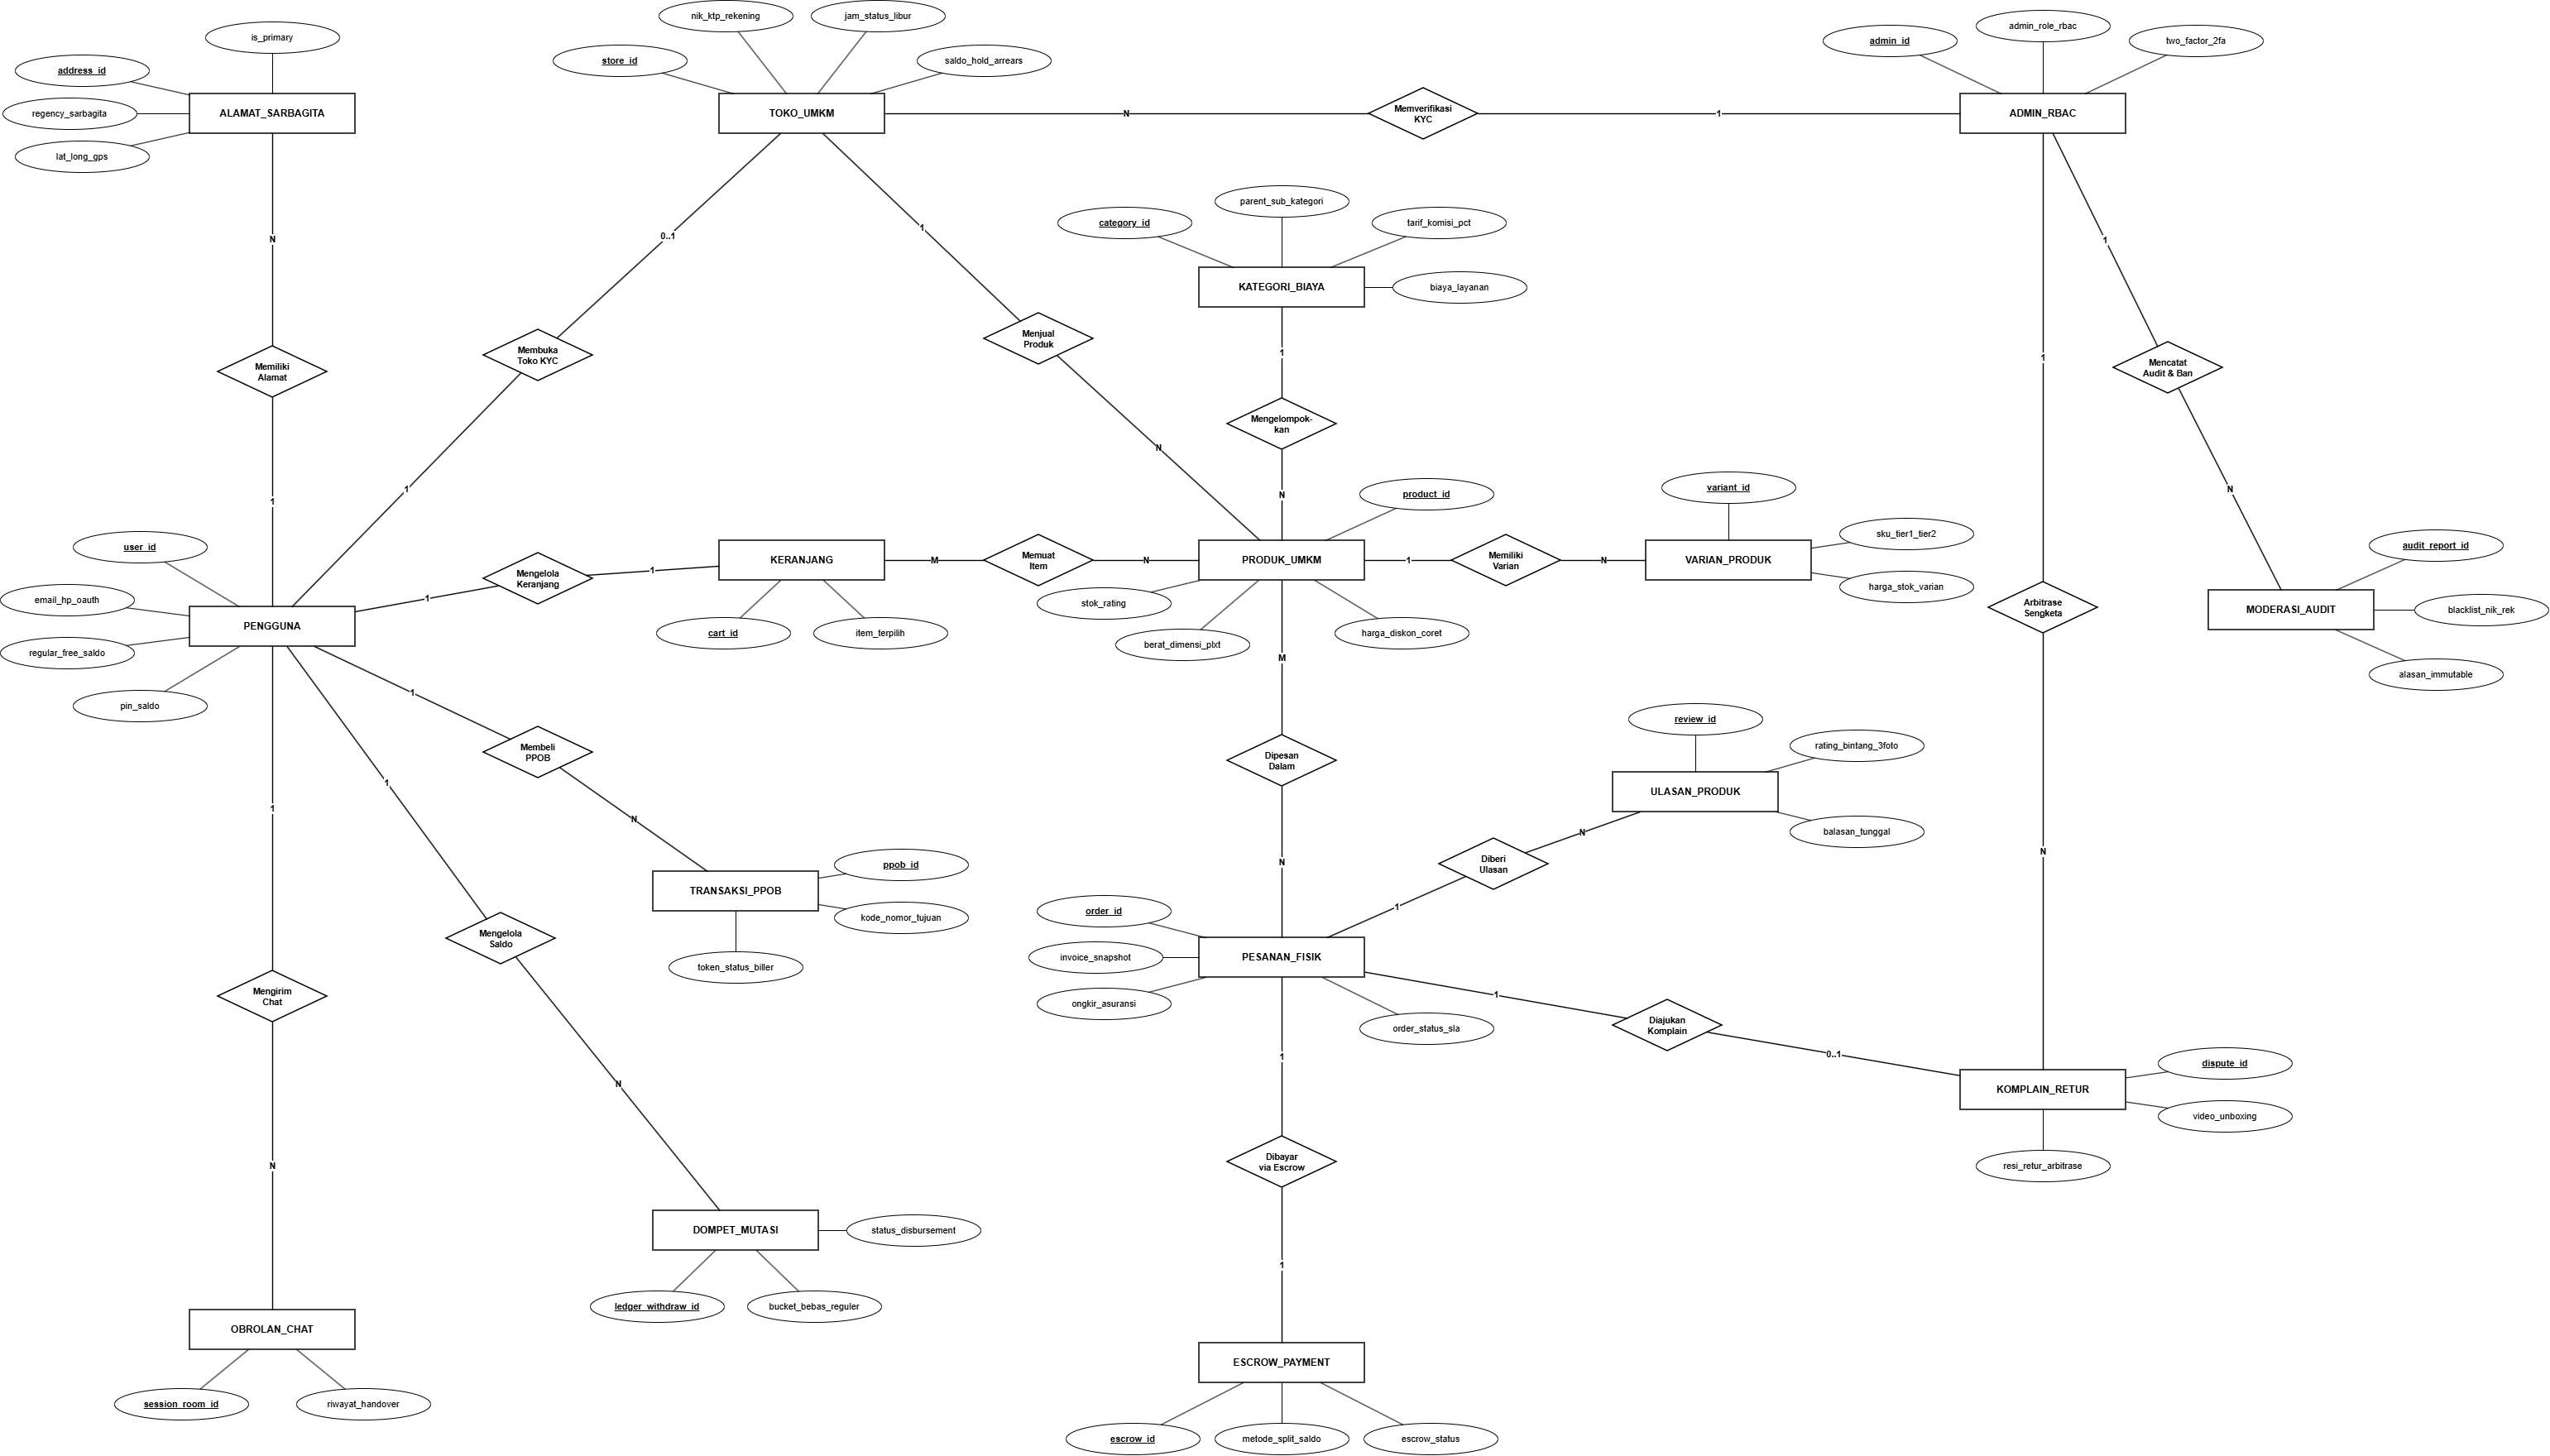 nik_ktp_rekening
jam_status_libur
admin_role_rbac
is_primary
admin_id
two_factor_2fa
store_id
saldo_hold_arrears
address_id
regency_sarbagita
ALAMAT_SARBAGITA
TOKO_UMKM
N
Memverifikasi
KYC
1
ADMIN_RBAC
lat_long_gps
parent_sub_kategori
category_id
tarif_komisi_pct
N
0..1
1
1
KATEGORI_BIAYA
biaya_layanan
Menjual
Produk
Membuka
Toko KYC
1
1
Memiliki
Alamat
Mencatat
Audit & Ban
Mengelompok-
kan
N
1
1
N
product_id
variant_id
N
N
user_id
sku_tier1_tier2
audit_report_id
KERANJANG
M
Memuat
Item
N
PRODUK_UMKM
1
Memiliki
Varian
N
VARIAN_PRODUK
Mengelola
Keranjang
1
1
harga_stok_varian
email_hp_oauth
stok_rating
Arbitrase
Sengketa
MODERASI_AUDIT
blacklist_nik_rek
PENGGUNA
cart_id
item_terpilih
berat_dimensi_plxt
harga_diskon_coret
regular_free_saldo
M
alasan_immutable
pin_saldo
1
review_id
Membeli
PPOB
Dipesan
Dalam
rating_bintang_3foto
1
1
N
ULASAN_PRODUK
N
balasan_tunggal
ppob_id
N
Diberi
Ulasan
N
TRANSAKSI_PPOB
kode_nomor_tujuan
order_id
1
Mengelola
Saldo
token_status_biller
invoice_snapshot
PESANAN_FISIK
Mengirim
Chat
ongkir_asuransi
order_status_sla
1
Diajukan
Komplain
1
0..1
N
dispute_id
KOMPLAIN_RETUR
video_unboxing
N
Dibayar
via Escrow
resi_retur_arbitrase
DOMPET_MUTASI
status_disbursement
1
ledger_withdraw_id
bucket_bebas_reguler
OBROLAN_CHAT
ESCROW_PAYMENT
session_room_id
riwayat_handover
escrow_id
metode_split_saldo
escrow_status